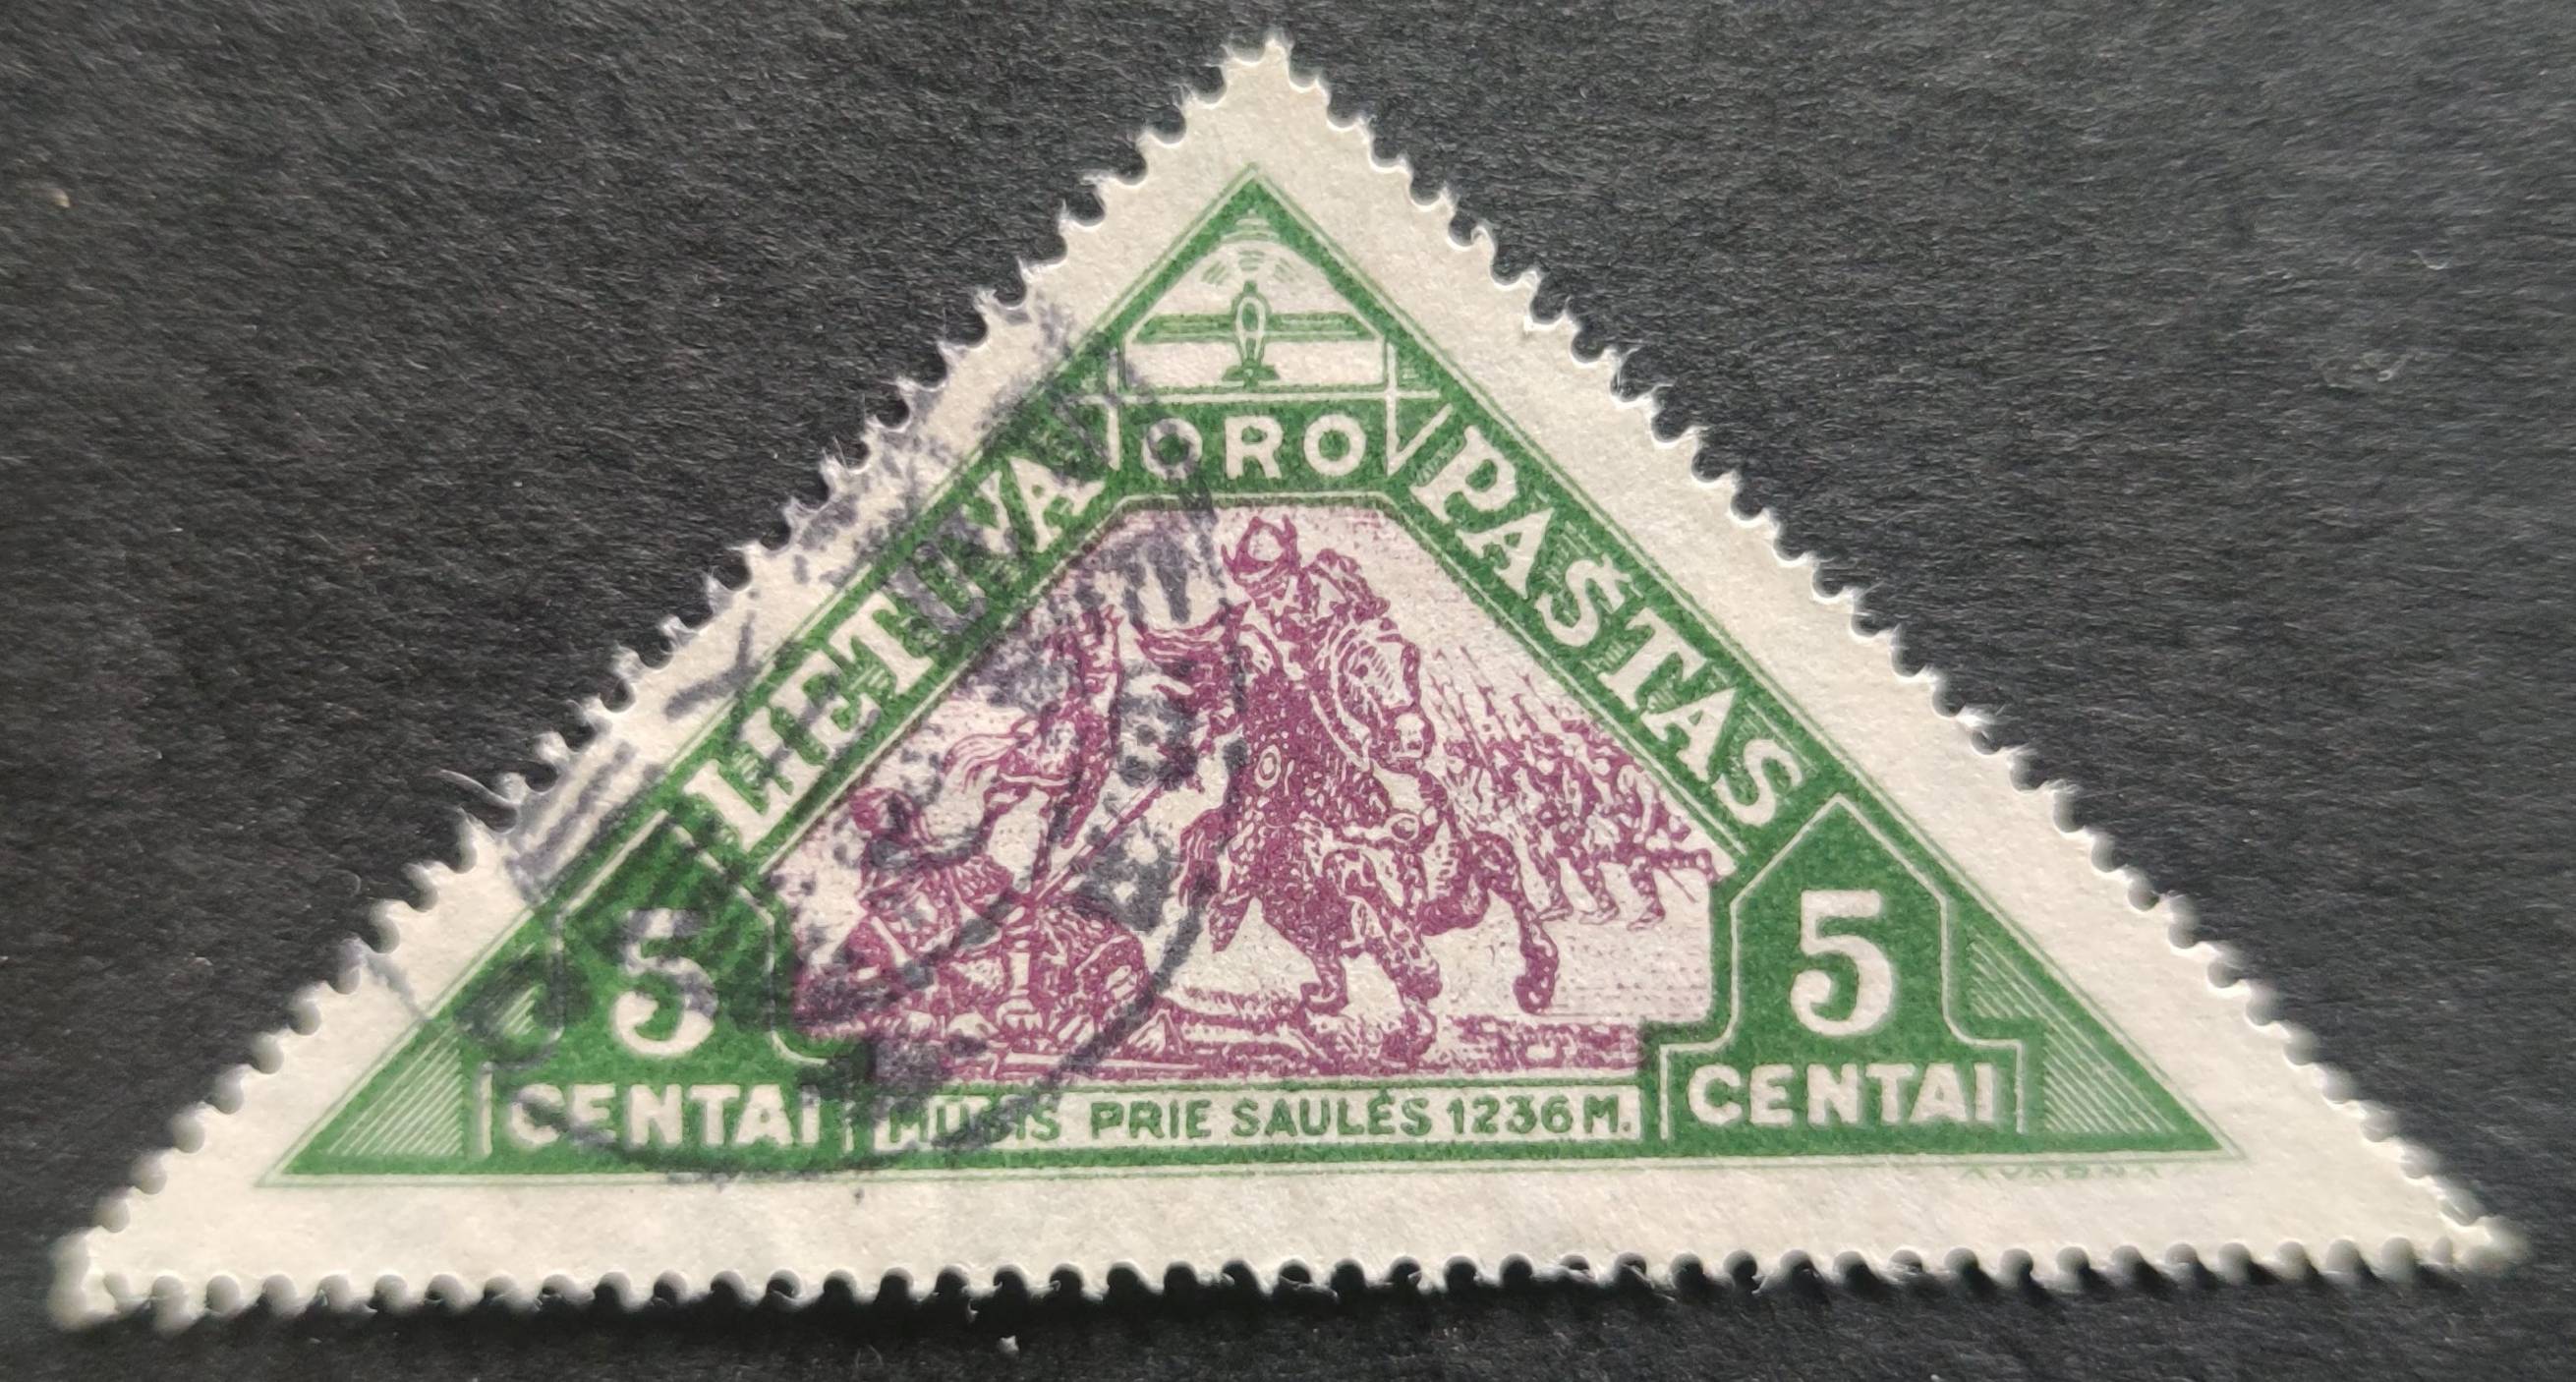 ORO
LIETUVA
PAŠTAS
5
CENTAI
5
CENTAI
MŪŠIS PRIE SAULĖS 1236 M.